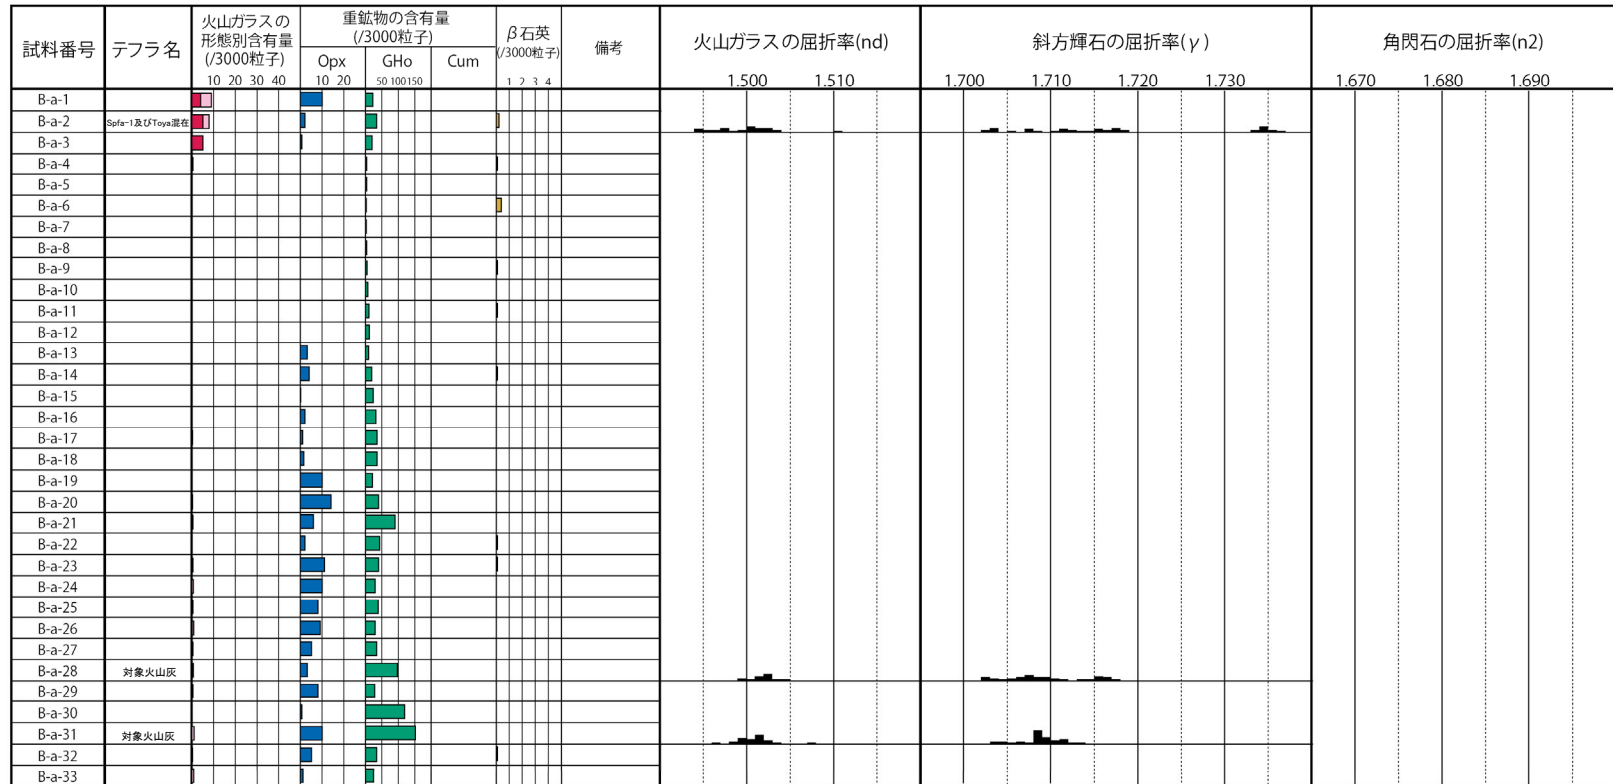 試料番号
テフラ名
火山ガラスの
形態別含有量
(/3000粒子)
10 20 30 40
重鉱物の含有量
(/3000粒子)
Opx
10 20
GHo
50 100 150
Cum
β石英
(/3000粒子)
1 2 3 4
備考
火山ガラスの屈折率(nd)
1.500 1.510
斜方輝石の屈折率(γ)
1.700 1.710 1.720 1.730
角閃石の屈折率(n2)
1.670 1.680 1.690
B-a-1
B-a-2 Spfa-1及びToya混在
B-a-3
B-a-4
B-a-5
B-a-6
B-a-7
B-a-8
B-a-9
B-a-10
B-a-11
B-a-12
B-a-13
B-a-14
B-a-15
B-a-16
B-a-17
B-a-18
B-a-19
B-a-20
B-a-21
B-a-22
B-a-23
B-a-24
B-a-25
B-a-26
B-a-27
B-a-28 対象火山灰
B-a-29
B-a-30
B-a-31 対象火山灰
B-a-32
B-a-33